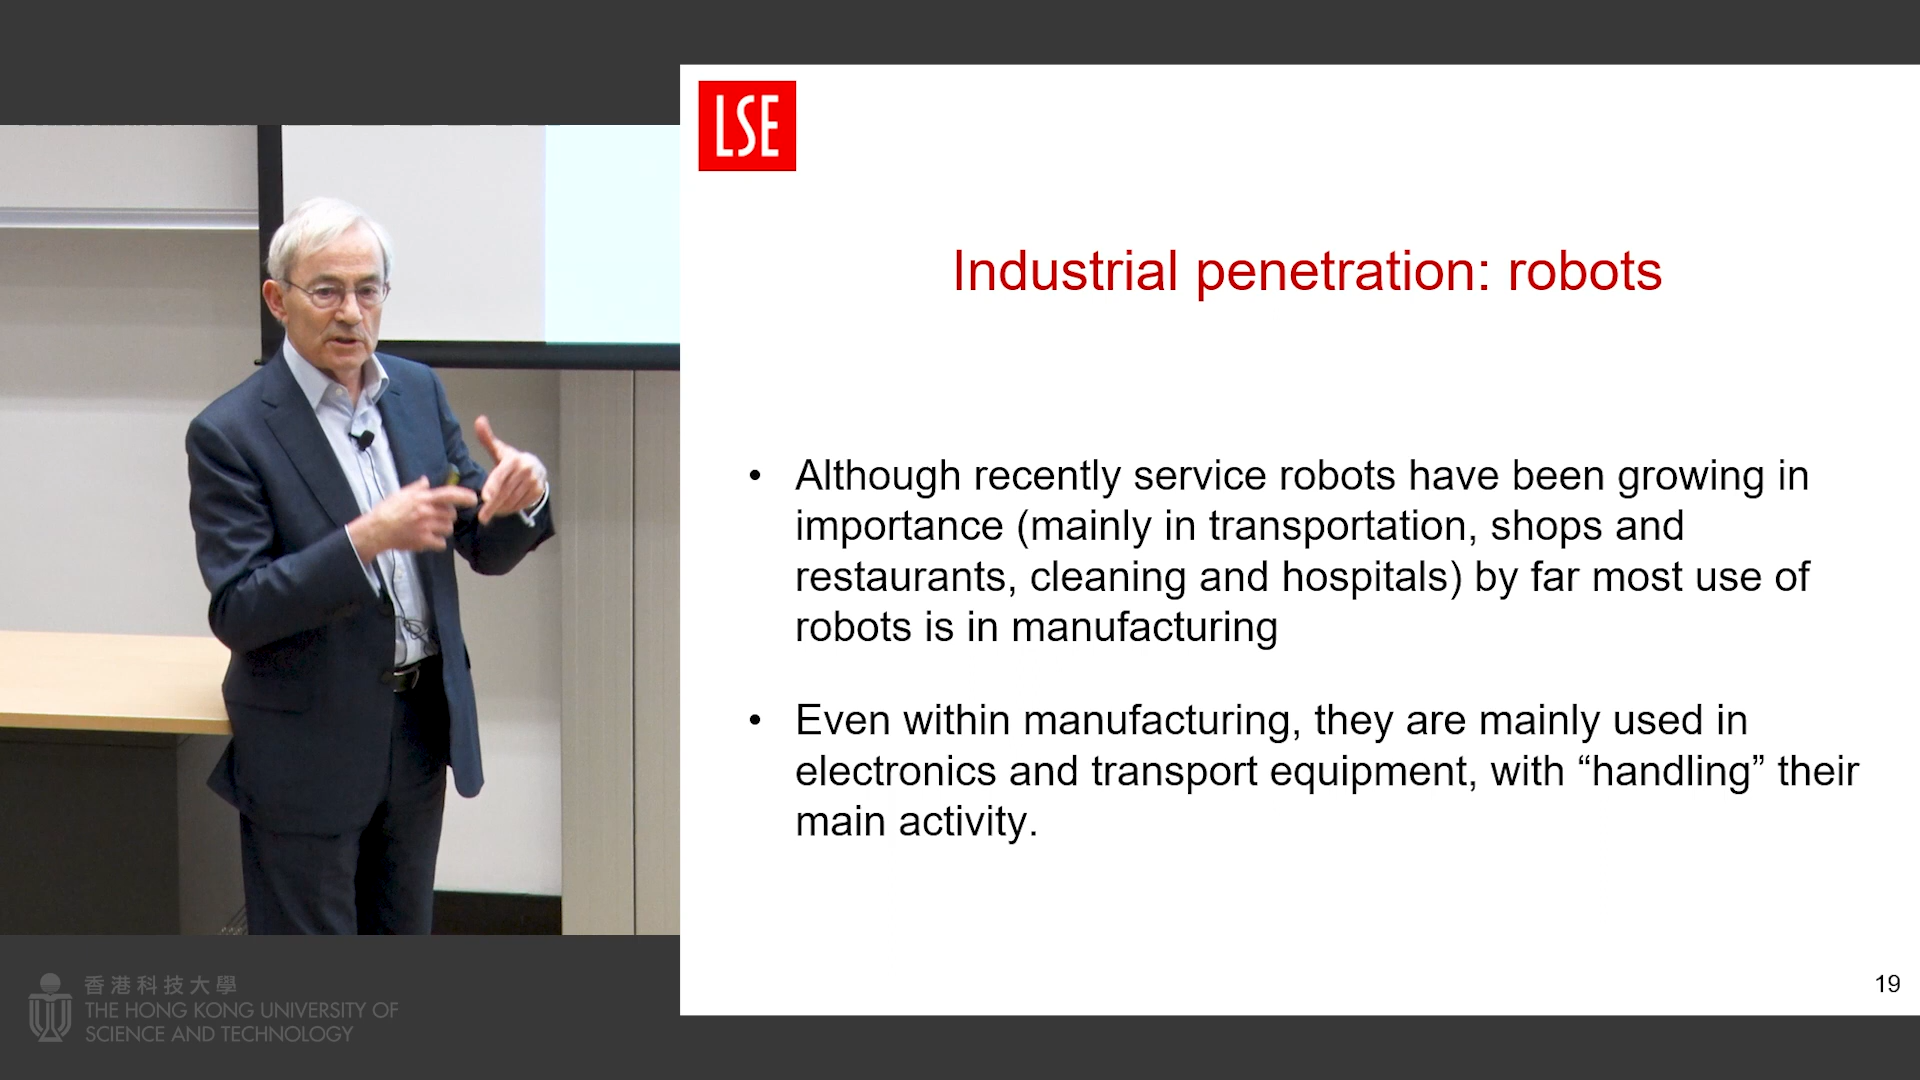 LSE
Industrial penetration: robots
• Although recently service robots have been growing in
importance (mainly in transportation, shops and
restaurants, cleaning and hospitals) by far most use of
robots is in manufacturing
• Even within manufacturing, they are mainly used in
electronics and transport equipment, with “handling” their
main activity.
19
香港科技大學
THE HONG KONG UNIVERSITY OF
SCIENCE AND TECHNOLOGY